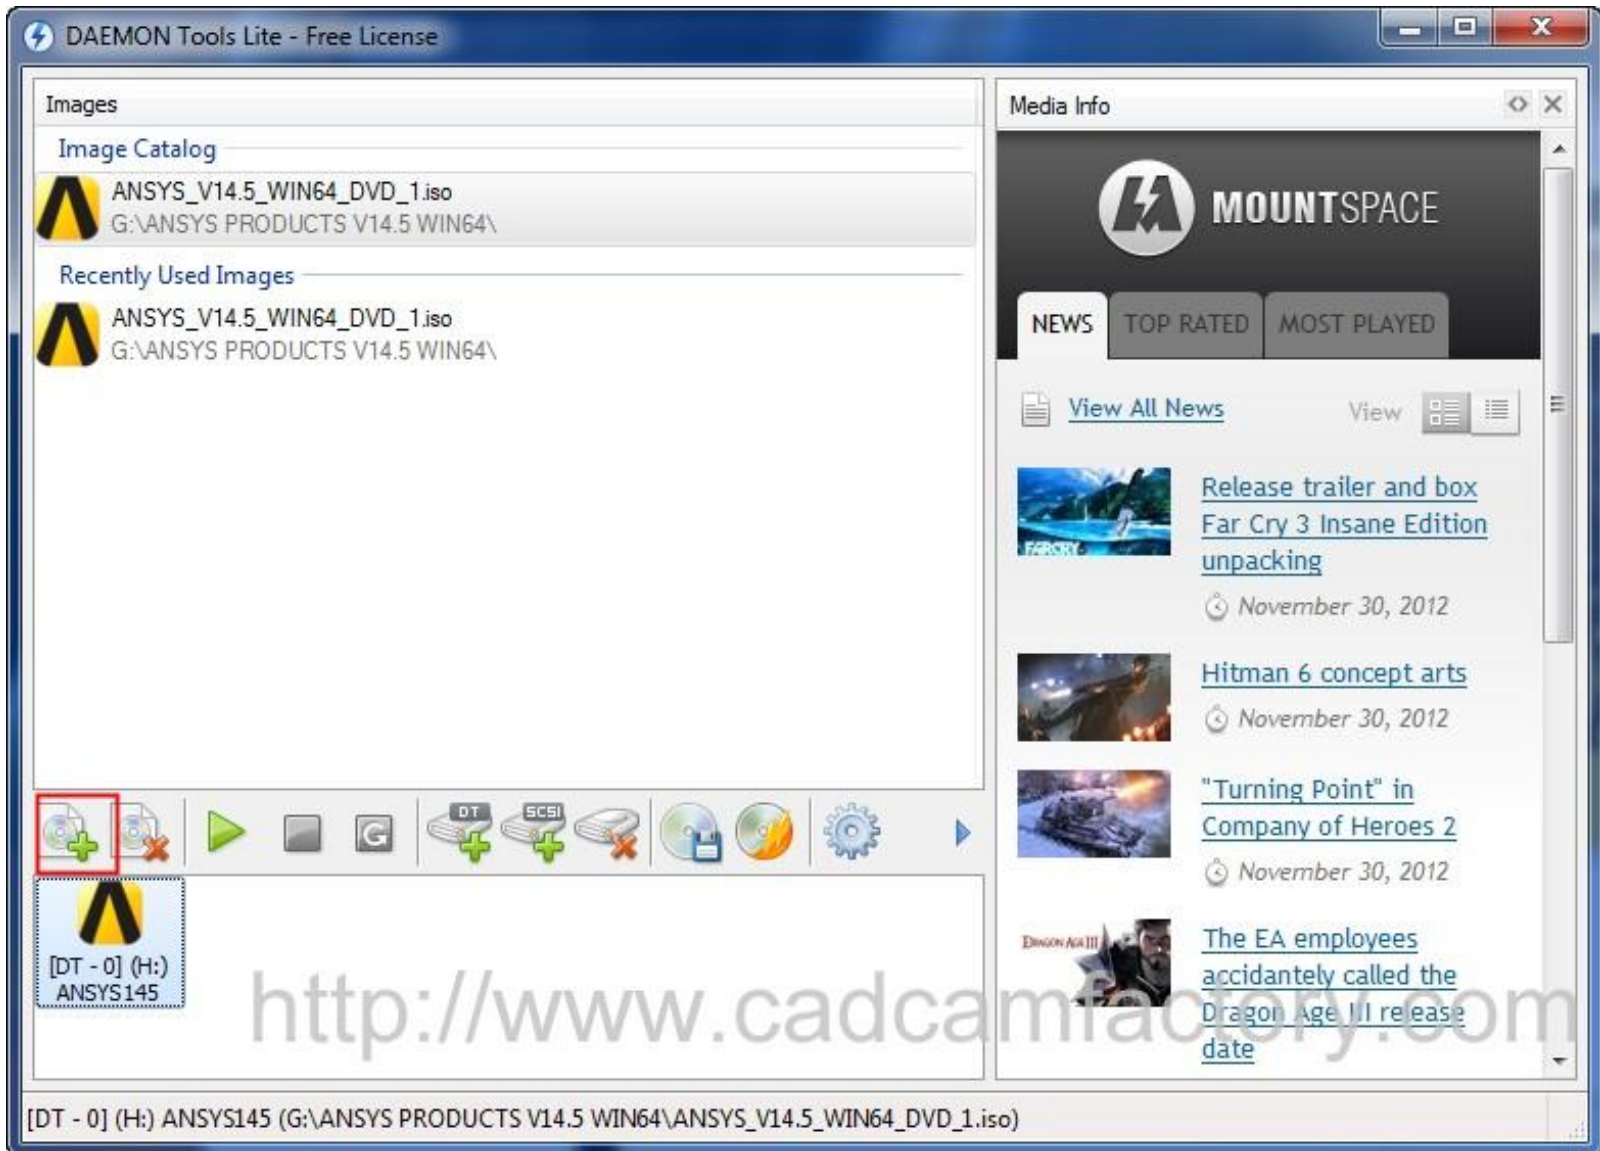 DAEMON Tools Lite - Free License
Images
Image Catalog
ANSYS_V14.5_WIN64_DVD_1.iso
G:\ANSYS PRODUCTS V14.5 WIN64\
Recently Used Images
ANSYS_V14.5_WIN64_DVD_1.iso
G:\ANSYS PRODUCTS V14.5 WIN64\
DT
SCSI
G
[DT - 0] (H:)
ANSYS145
Media Info
MOUNTSPACE
NEWS
TOP RATED
MOST PLAYED
View All News
View
Release trailer and box
Far Cry 3 Insane Edition
unpacking
November 30, 2012
FARCRY
Hitman 6 concept arts
November 30, 2012
"Turning Point" in
Company of Heroes 2
November 30, 2012
DRAGON AGE III
The EA employees
accidantely called the
Dragon Age III release
date
http://www.cadcamfactory.com
[DT - 0] (H:) ANSYS145 (G:\ANSYS PRODUCTS V14.5 WIN64\ANSYS_V14.5_WIN64_DVD_1.iso)